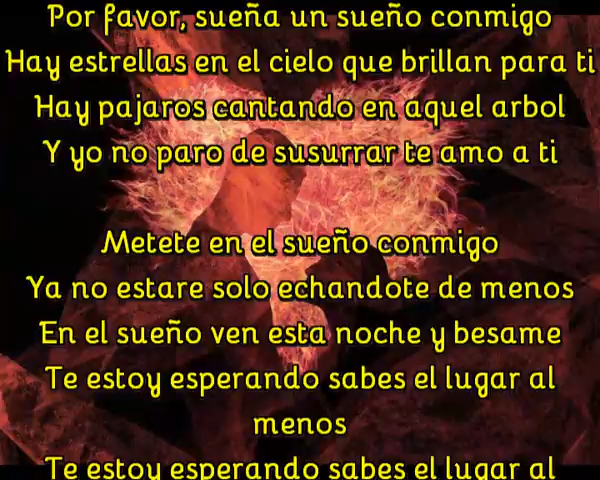 Por favor, sueña un sueño conmigo
Hay estrellas en el cielo que brillan para ti
Hay pajaros cantando en aquel arbol
Y yo no paro de susurrar te amo a ti
Metete en el sueño conmigo
Ya no estare solo echandote de menos
En el sueño ven esta noche y besame
Te estoy esperando sabes el lugar al
menos
Te estoy esperando sabes el lugar al